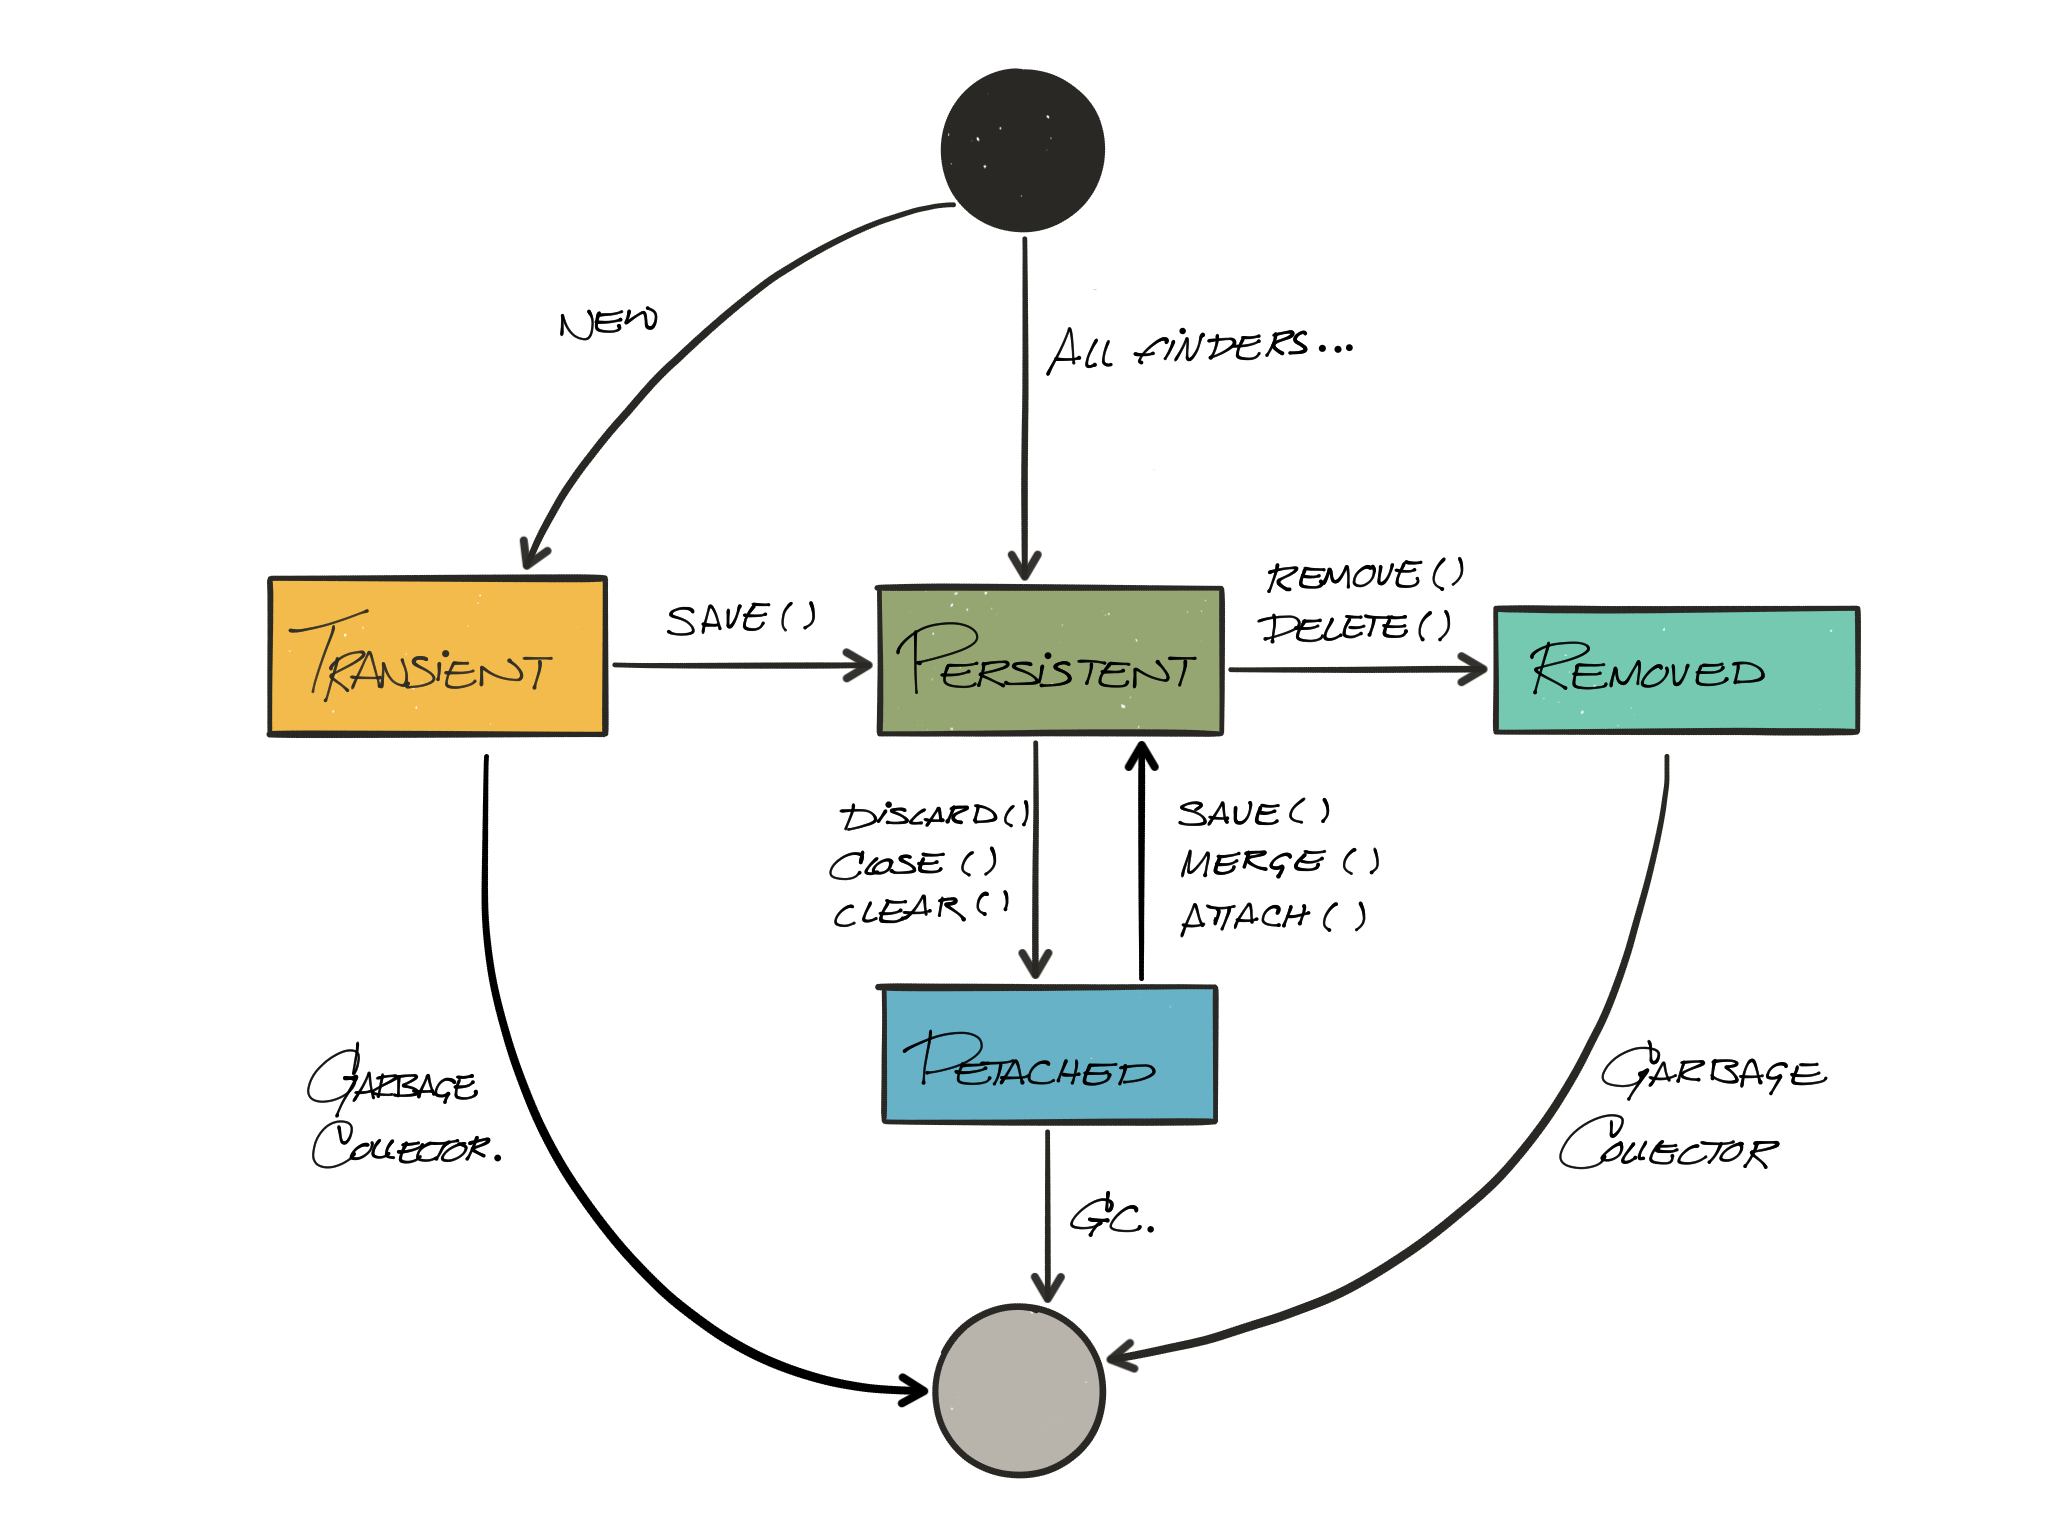 New
All finders...
Transient
save()
Persistent
remove()
delete()
Removed
discard()
close()
clear()
save()
merge()
attach()
Detached
Garbage
Collector.
GC.
Garbage
Collector